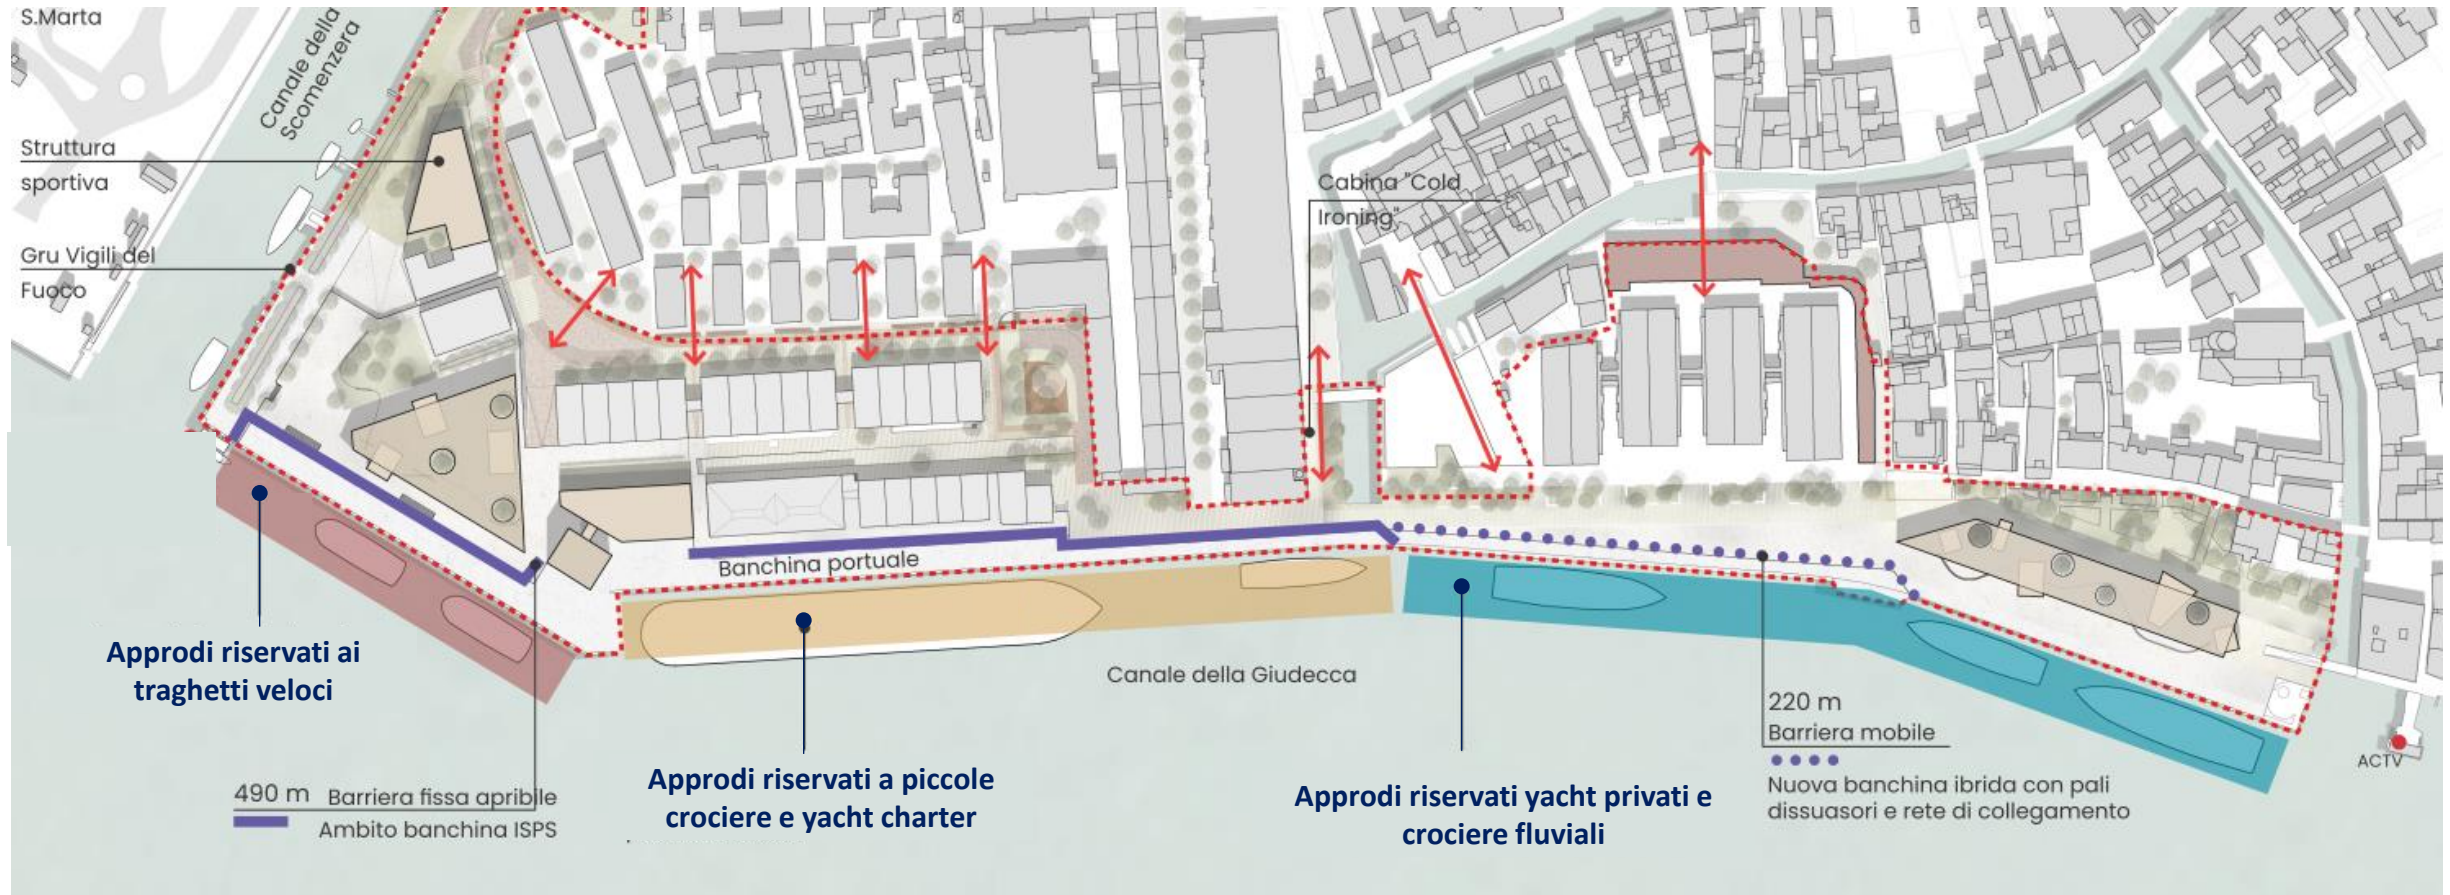 S.Marta
Canale della
Scomenzera
Struttura
sportiva
Gru Vigili del
Fuoco
Cabina "Cold
Ironing"
Banchina portuale
Approdi riservati ai
traghetti veloci
Canale della Giudecca
220 m
Barriera mobile
Nuova banchina ibrida con pali
dissuasori e rete di collegamento
ACTV
Approdi riservati a piccole
crociere e yacht charter
Approdi riservati yacht privati e
crociere fluviali
490 m Barriera fissa apribile
Ambito banchina ISPS